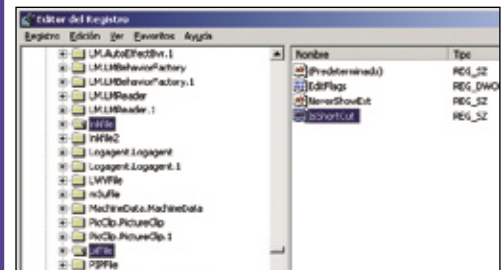 Editor del Registro
Registro Edición Ver Favoritos Ayuda
LM.AutoEffectBvr.1
LM.LMBehaviorFactory
LM.LMBehaviorFactory.1
LM.LMReader
LM.LMReader.1
lnkfile
lnkfile2
Logagent.Logagent
Logagent.Logagent.1
LWVFile
m3ufile
MachineData.MachineData
PicClip.PictureClip
PicClip.PictureClip.1
piffile
Nombre Tipo
(Predeterminado) REG_SZ
EditFlags REG_DWO
NeverShowExt REG_SZ
IsShortCut REG_SZ